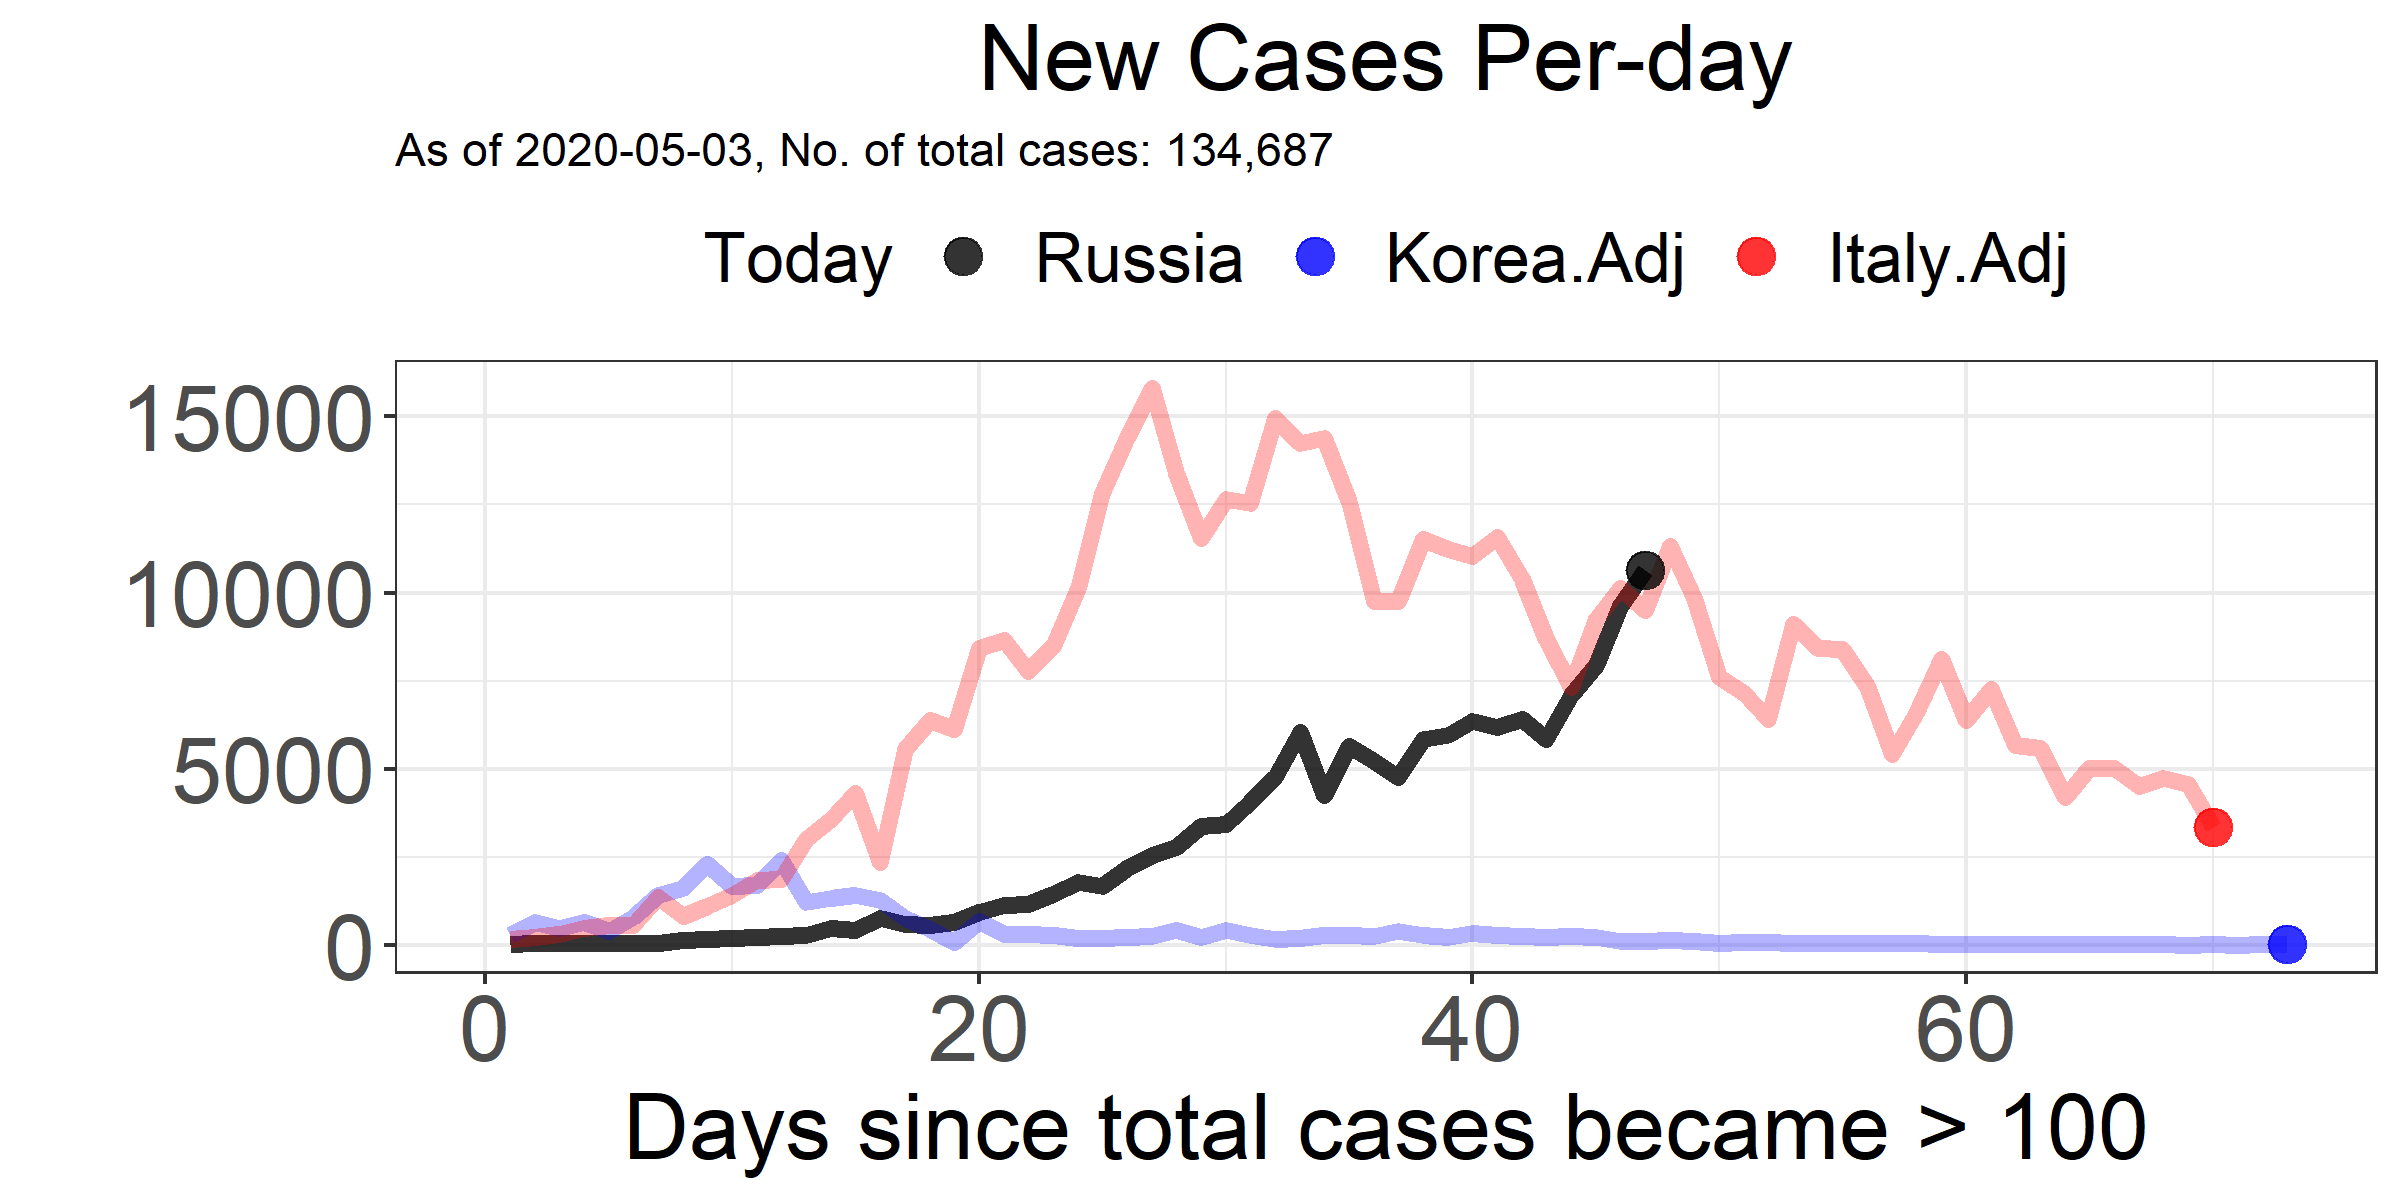 New Cases Per-day
As of 2020-05-03, No. of total cases: 134,687
Today Russia Korea.Adj Italy.Adj
15000
10000
5000
0
0 20 40 60
Days since total cases became > 100